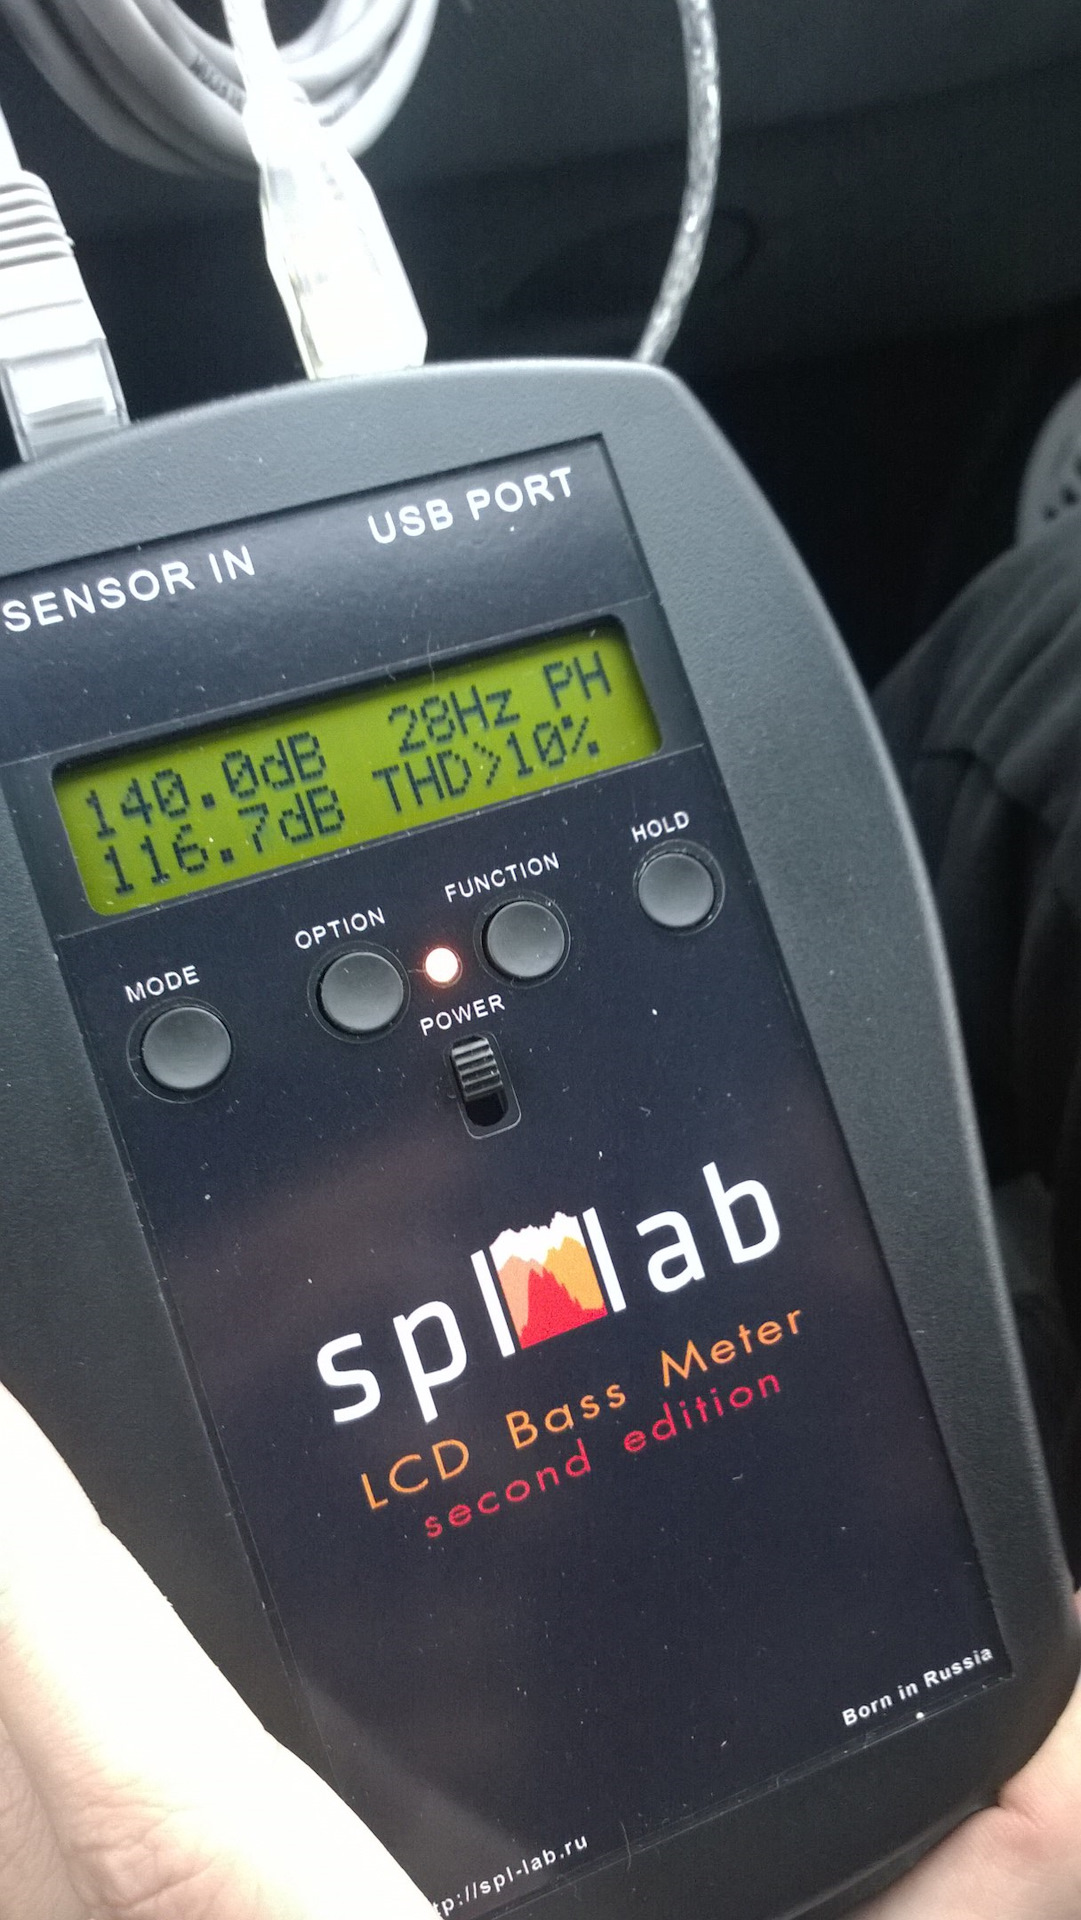 SENSOR IN
USB PORT
140.0dB 28Hz PH
116.7dB THD>10%
MODE
OPTION
FUNCTION
HOLD
POWER
spl lab
LCD Bass Meter
second edition
Born in Russia
tp://spl-lab.ru